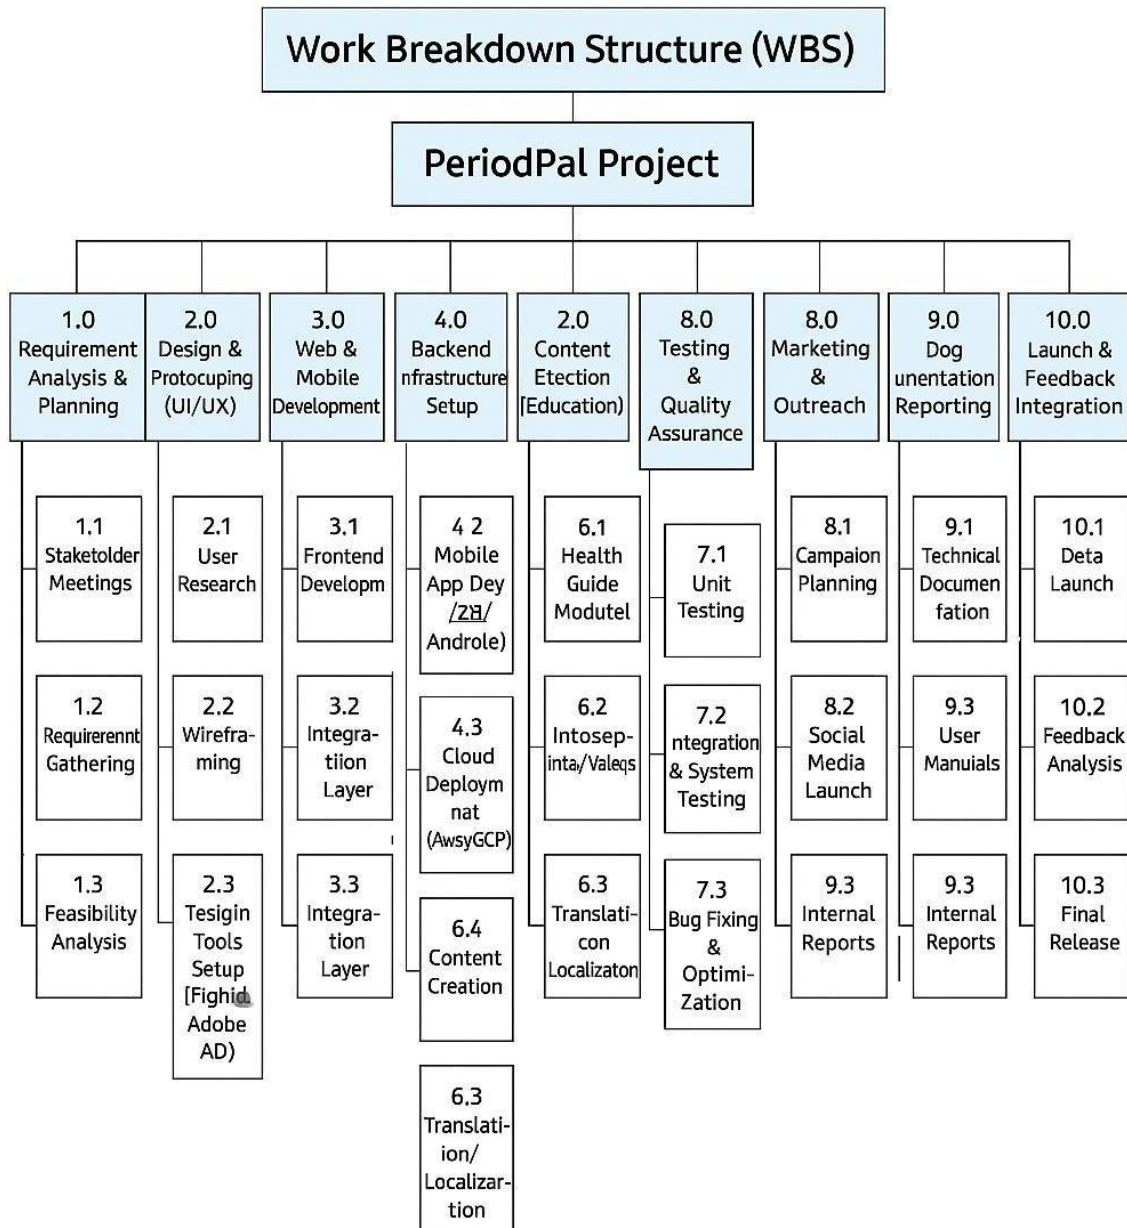 Work Breakdown Structure (WBS)
PeriodPal Project
1.0
Requirement
Analysis &
Planning
2.0
Design &
Protocuping
(UI/UX)
3.0
Web &
Mobile
Development
4.0
Backend
nfrastructure
Setup
2.0
Content
Etection
[Education)
8.0
Testing
&
Quality
Assurance
8.0
Marketing
&
Outreach
9.0
Dog
unentation
Reporting
10.0
Launch &
Feedback
Integration
1.1
Staketolder
Meetings
1.2
Requirerennt
Gathering
1.3
Feasibility
Analysis
2.1
User
Research
2.2
Wirefra-
ming
2.3
Tesigin
Tools
Setup
Adobe
AD)
3.1
Frontend
Developm
3.2
Integra-
tiion
Layer
3.3
Integra-
tion
Layer
4 2
Mobile
App Dey
Androle)
4.3
Cloud
Deploym
nat
(AwsyGCP)
6.4
Content
Creation
6.3
Translati-
ion/
Localizar-
tion
6.1
Health
Guide
Modutel
6.2
Intosep-
6.3
Translati-
con
Localizaton
7.1
Unit
Testing
7.2
ntegration
& System
Testing
7.3
Bug Fixing
&
Optimi-
Zation
8.1
Campaion
Planning
8.2
Social
Media
Launch
9.3
Internal
Reports
9.1
Technical
Documen
fation
9.3
User
Manuials
9.3
Internal
Reports
10.1
Deta
Launch
10.2
Feedback
Analysis
10.3
Final
Release